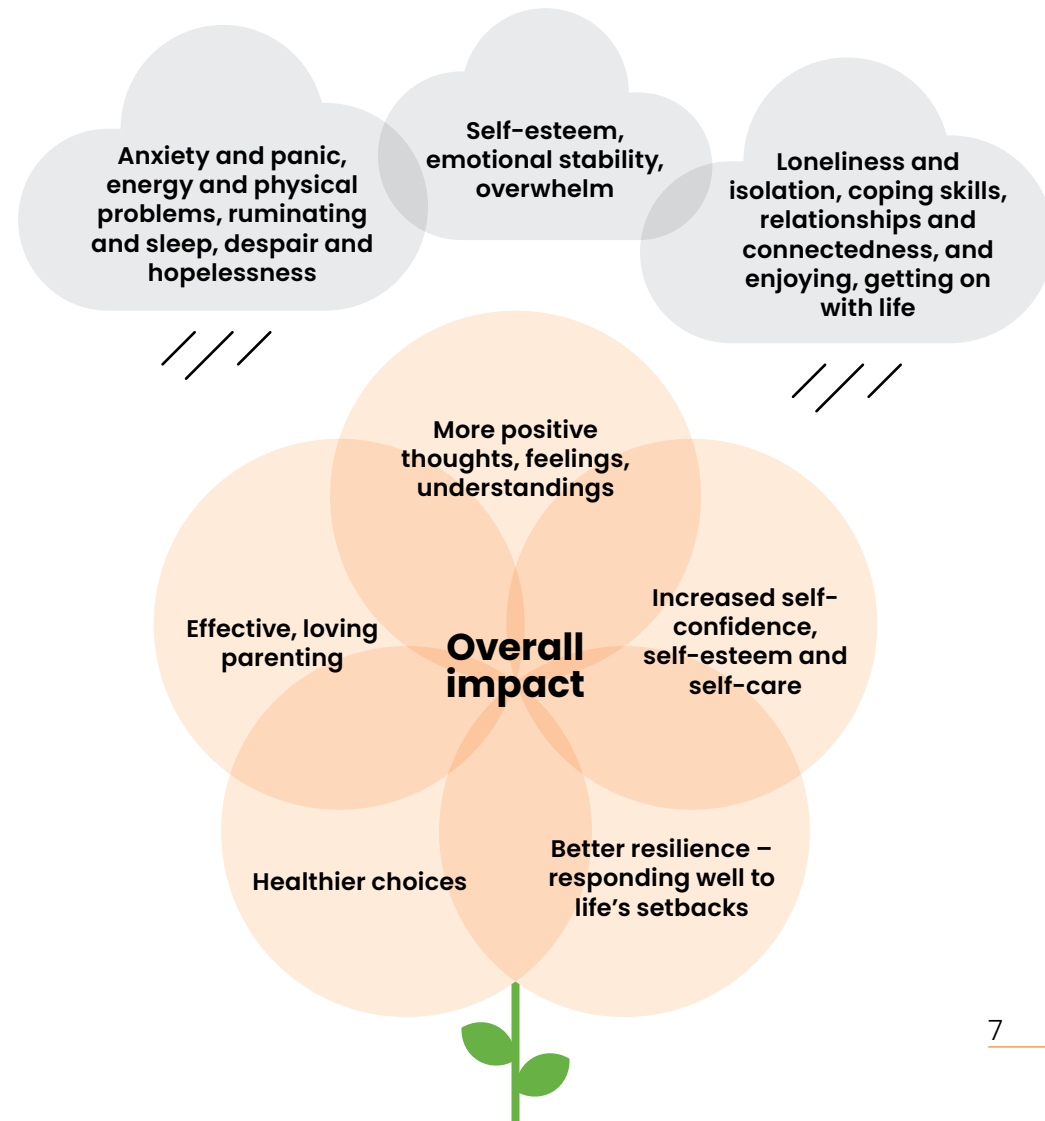 Anxiety and panic,
energy and physical
problems, ruminating
and sleep, despair and
hopelessness
Self-esteem,
emotional stability,
overwhelm
Loneliness and
isolation, coping skills,
relationships and
connectedness, and
enjoying, getting on
with life
More positive
thoughts, feelings,
understandings
Effective, loving
parenting
Overall
impact
Increased self-
confidence,
self-esteem and
self-care
Healthier choices
Better resilience –
responding well to
life’s setbacks
7